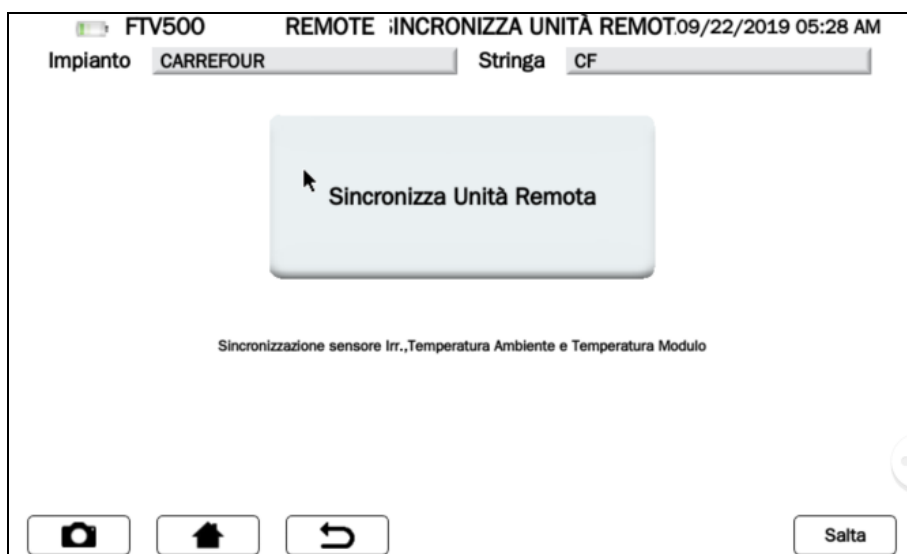 FTV500 REMOTE SINCRONIZZA UNITÀ REMOT 09/22/2019 05:28 AM
Impianto CARREFOUR Stringa CF
Sincronizza Unità Remota
Sincronizzazione sensore Irr.,Temperatura Ambiente e Temperatura Modulo
Salta